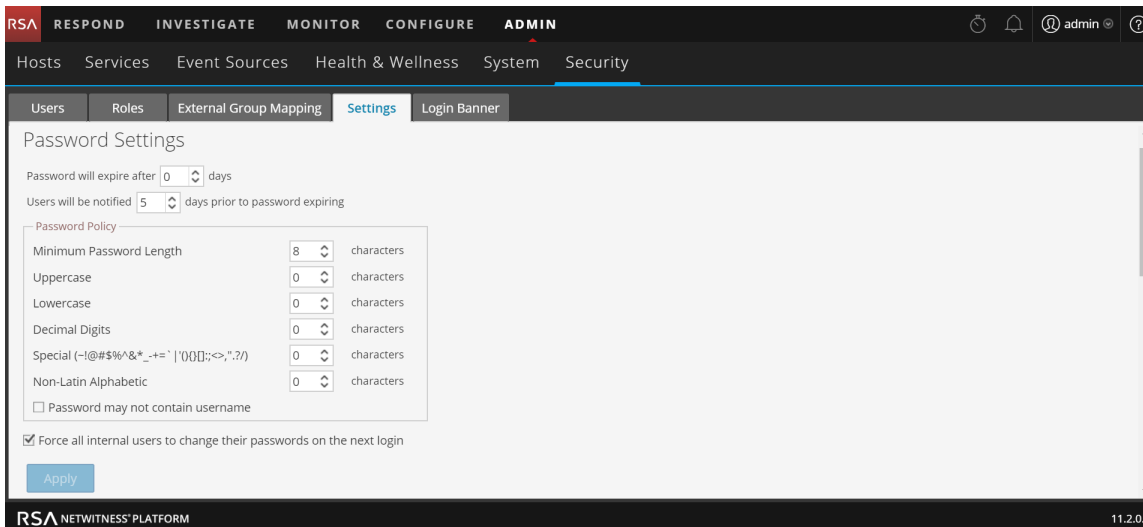 RSA RESPOND INVESTIGATE MONITOR CONFIGURE ADMIN admin
Hosts Services Event Sources Health & Wellness System Security
Users Roles External Group Mapping Settings Login Banner
Password Settings
Password will expire after 0 days
Users will be notified 5 days prior to password expiring
Password Policy
Minimum Password Length 8 characters
Uppercase 0 characters
Lowercase 0 characters
Decimal Digits 0 characters
Special (~!@#$%^&*_-+=`|'(){}[]:;<>,".?/) 0 characters
Non-Latin Alphabetic 0 characters
Password may not contain username
Force all internal users to change their passwords on the next login
Apply
RSA NETWITNESS® PLATFORM 11.2.0